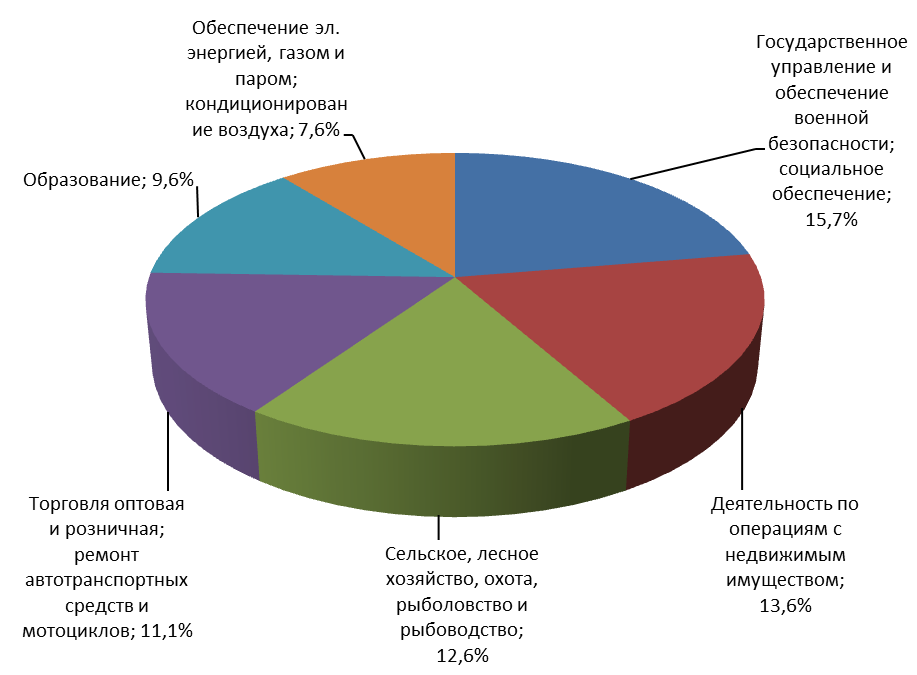 Обеспечение эл.
энергией, газом и
паром;
кондиционирован
ие воздуха; 7,6%
Государственное
управление и
обеспечение
военной
безопасности;
социальное
обеспечение;
15,7%
Образование; 9,6%
Торговля оптовая
и розничная;
ремонт
автотранспортных
средств и
мотоциклов; 11,1%
Сельское, лесное
хозяйство, охота,
рыболовство и
рыбоводство;
12,6%
Деятельность по
операциям с
недвижимым
имуществом;
13,6%